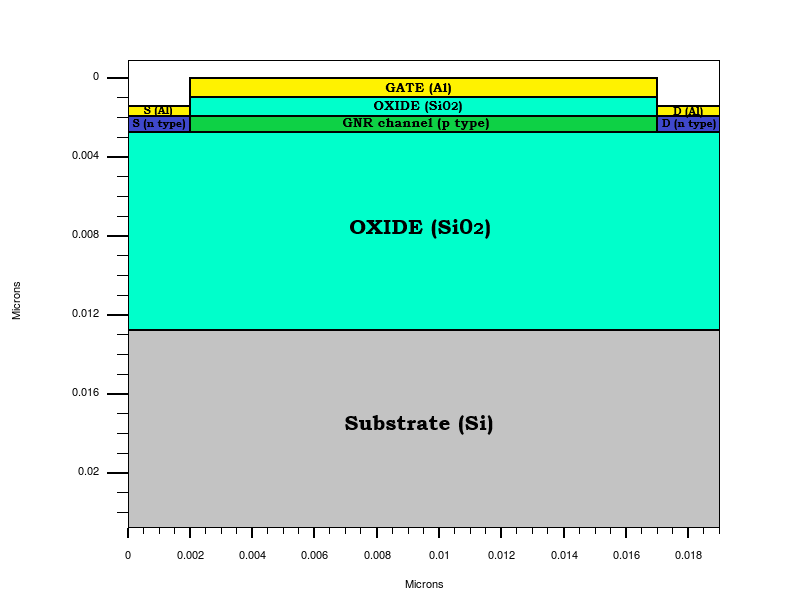 0
GATE (Al)
OXIDE (SiO2)
S (Al)
D (Al)
S (n type)
GNR channel (p type)
D (n type)
0.004
OXIDE (SiO2)
0.008
Microns
0.012
0.016
Substrate (Si)
0.02
0
0.002
0.004
0.006
0.008
0.01
0.012
0.014
0.016
0.018
Microns